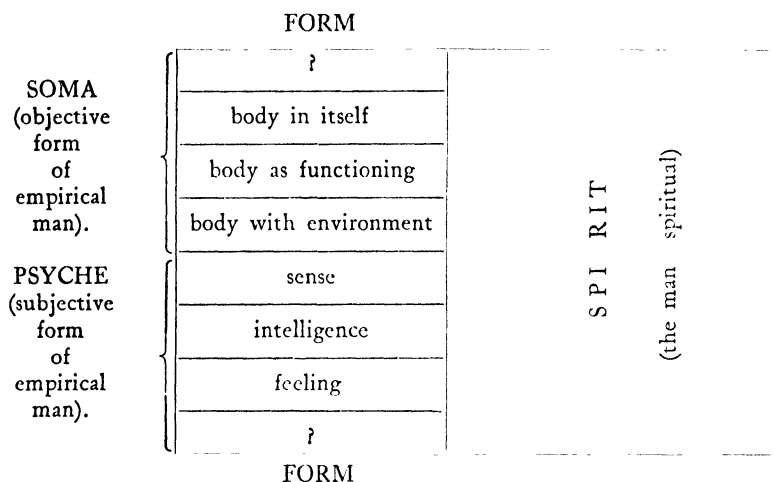 FORM
?
SOMA
(objective
form
of
empirical
man).
body in itself
body as functioning
body with environment
PSYCHE
(subjective
form
of
empirical
man).
sense
intelligence
feeling
?
SPIRIT
(the man spiritual)
FORM